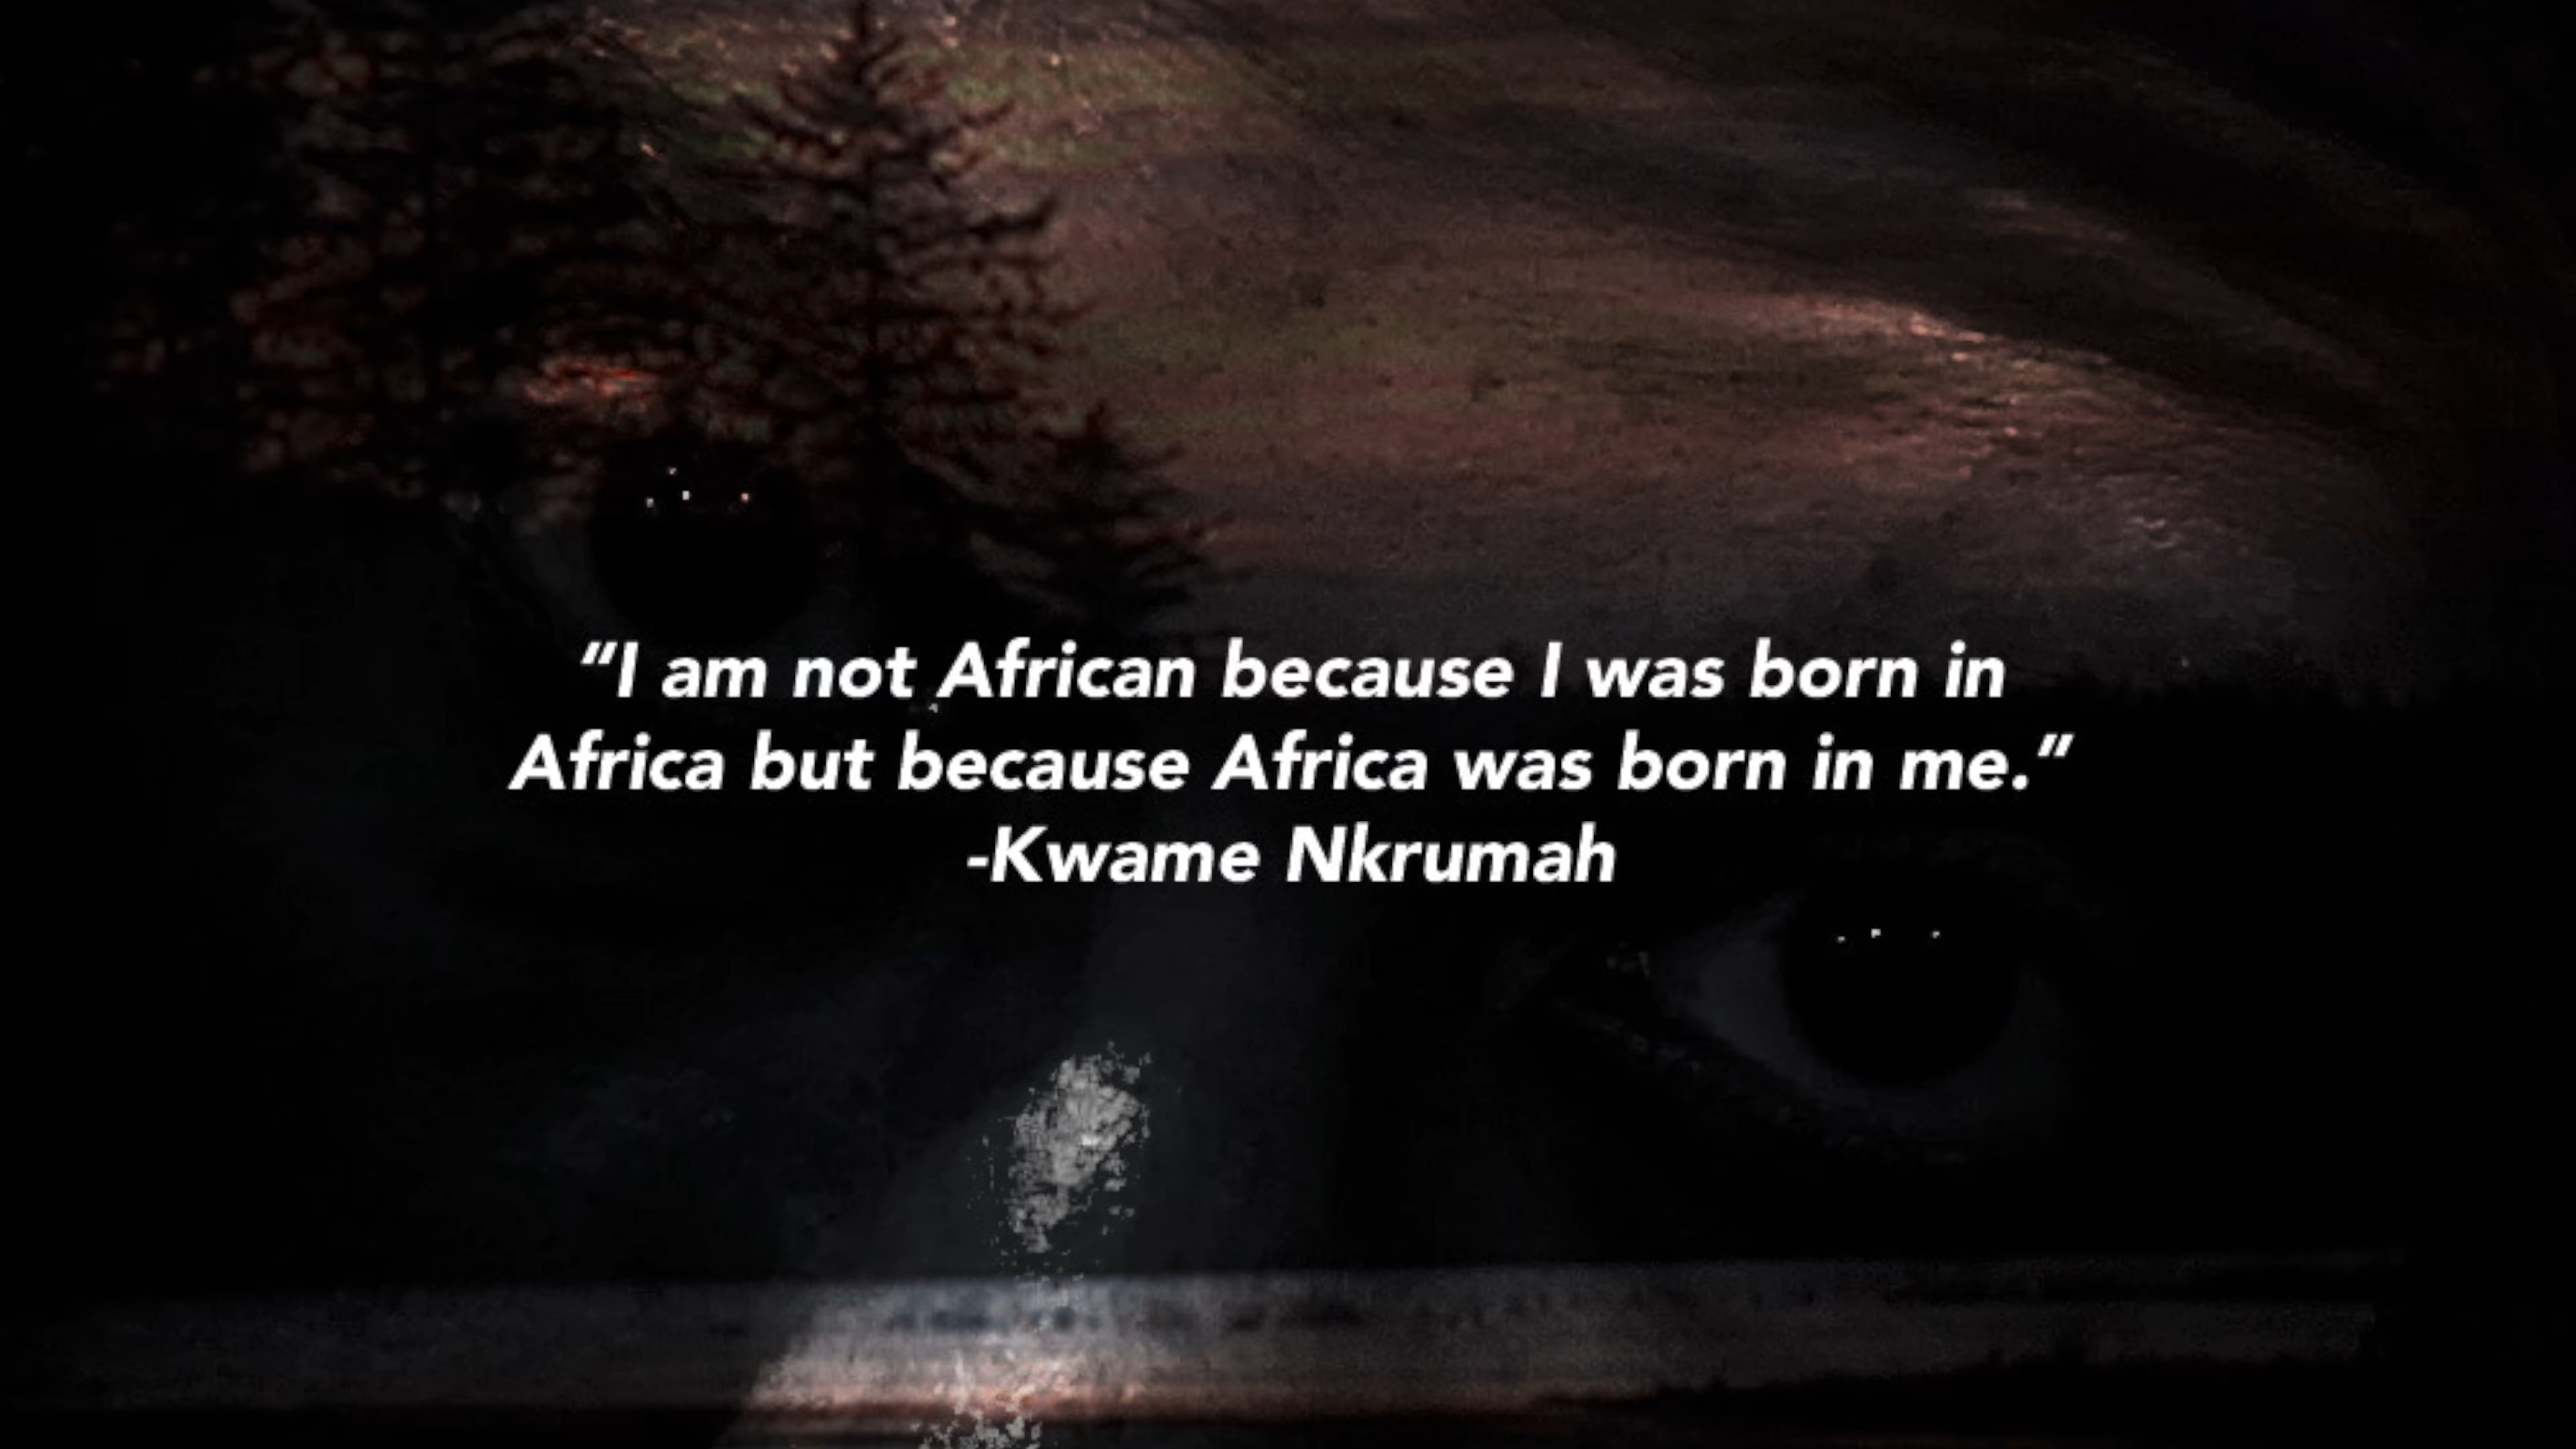 “I am not African because I was born in
Africa but because Africa was born in me.”
-Kwame Nkrumah